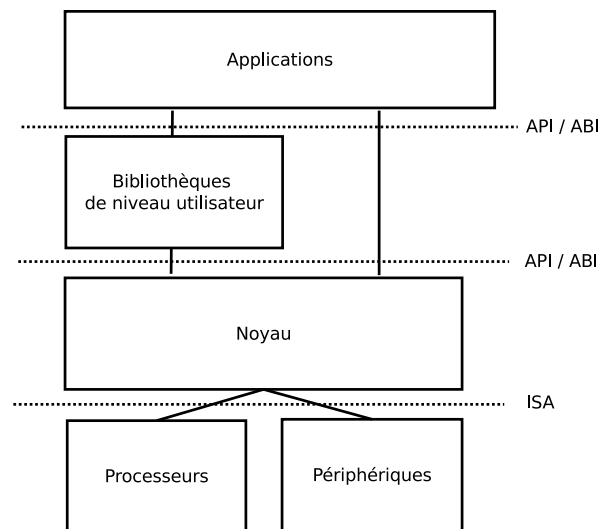 Applications
API / ABI
Bibliothèques
de niveau utilisateur
API / ABI
Noyau
ISA
Processeurs
Périphériques